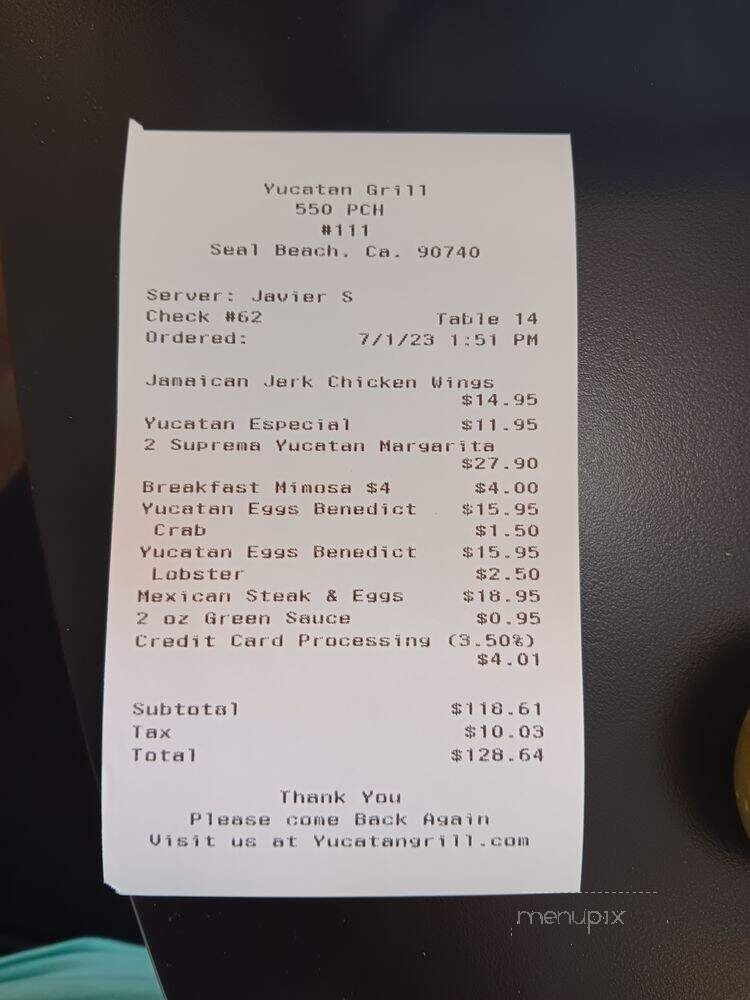 Yucatan Grill
550 PCH
#111
Seal Beach, Ca. 90740
Server: Javier S
Check #62 Table 14
Ordered: 7/1/23 1:51 PM
Jamaican Jerk Chicken Wings
$14.95
Yucatan Especial $11.95
2 Suprema Yucatan Margarita
$27.90
Breakfast Mimosa $4 $4.00
Yucatan Eggs Benedict $15.95
Crab $1.50
Yucatan Eggs Benedict $15.95
Lobster $2.50
Mexican Steak & Eggs $18.95
2 oz Green Sauce $0.95
Credit Card Processing (3.50%)
$4.01
Subtotal $118.61
Tax $10.03
Total $128.64
Thank You
Please come Back Again
Visit us at Yucatangrill.com
menupix